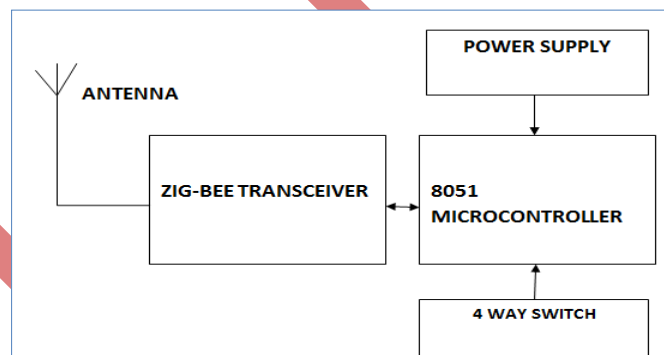 POWER SUPPLY
ANTENNA
ZIG-BEE TRANSCEIVER
8051
MICROCONTROLLER
4 WAY SWITCH